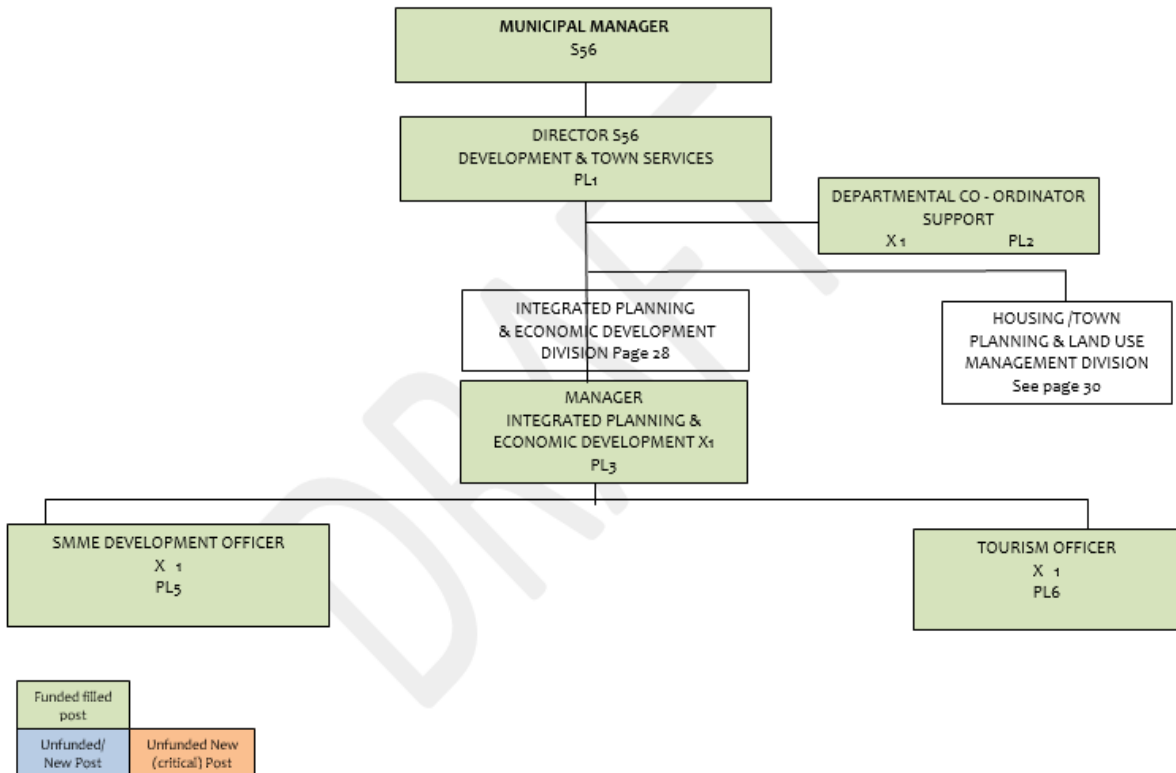 MUNICIPAL MANAGER
S56
DIRECTOR S56
DEVELOPMENT & TOWN SERVICES
PL1
DEPARTMENTAL CO - ORDINATOR
SUPPORT
X 1 PL2
INTEGRATED PLANNING
& ECONOMIC DEVELOPMENT
DIVISION Page 28
HOUSING /TOWN
PLANNING & LAND USE
MANAGEMENT DIVISION
See page 30
MANAGER
INTEGRATED PLANNING &
ECONOMIC DEVELOPMENT X1
PL3
SMME DEVELOPMENT OFFICER
X 1
PL5
TOURISM OFFICER
X 1
PL6
DRAFT
Funded filled
post
Unfunded/
New Post
Unfunded New
(critical) Post